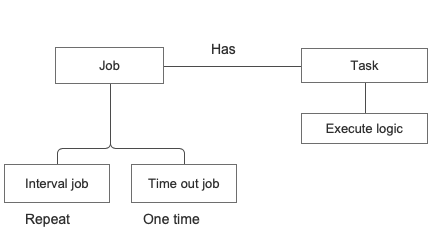 Has
Job
Task
Execute logic
Interval job
Time out job
Repeat
One time